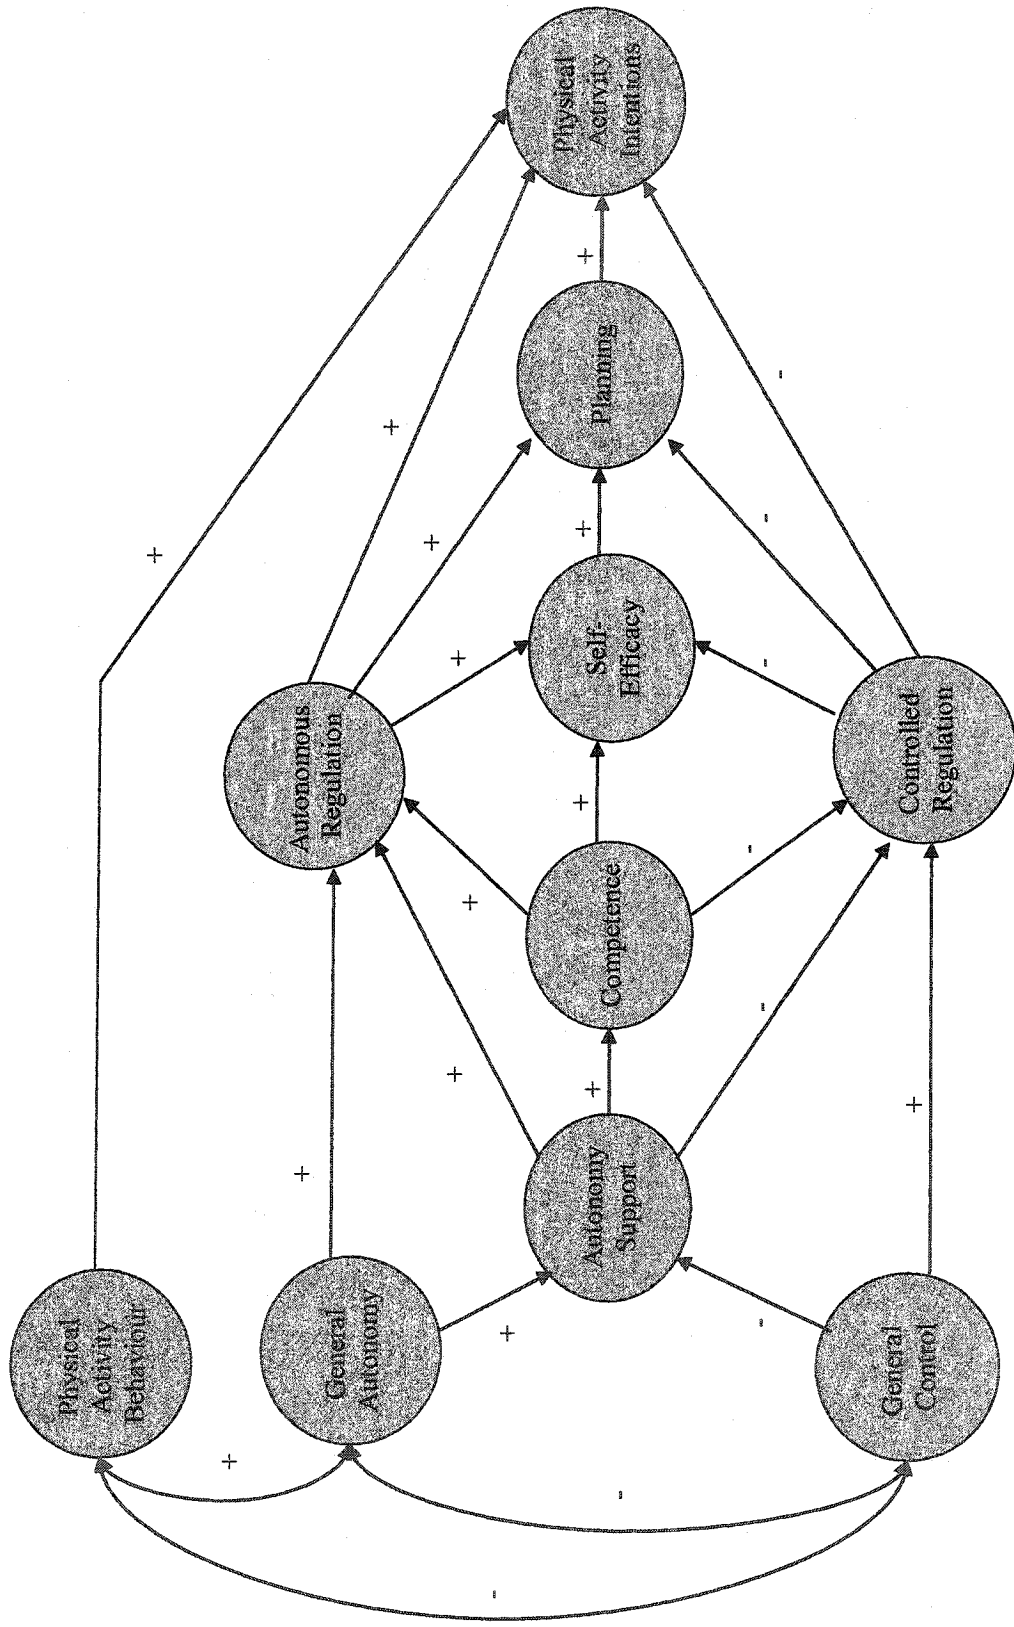 Physical
Activity
Behaviour
General
Autonomy
General
Control
Autonomy
Support
Competence
Autonomous
Regulation
Controlled
Regulation
Self-
Efficacy
Planning
Physical
Activity
Intentions
+
-
-
+
+
-
+
+
+
-
+
-
+
+
-
+
+
-
+
+
-
+